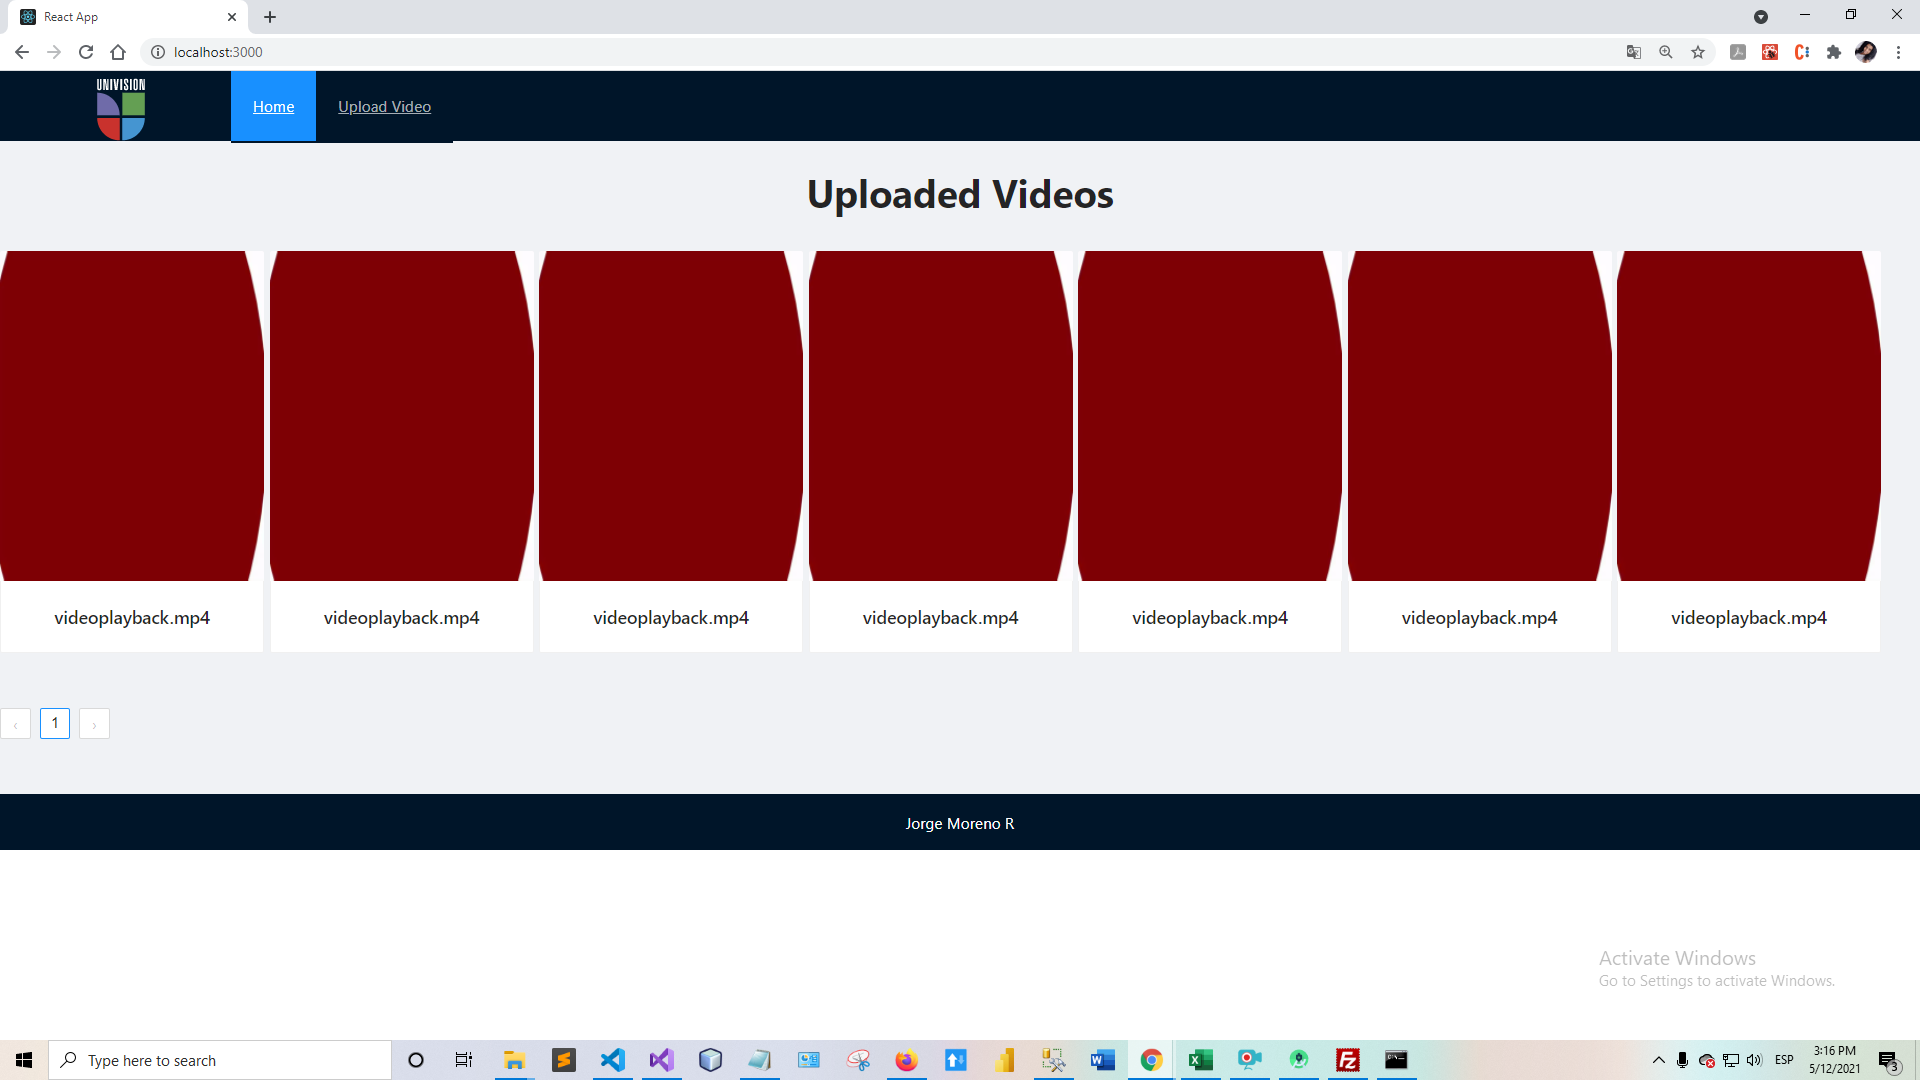 React App
localhost:3000
UNIVISION
Home
Upload Video
Uploaded Videos
videoplayback.mp4
videoplayback.mp4
videoplayback.mp4
videoplayback.mp4
videoplayback.mp4
videoplayback.mp4
videoplayback.mp4
‹ 1 ›
Jorge Moreno R
Activate Windows
Go to Settings to activate Windows.
Type here to search
ESP
3:16 PM
5/12/2021
3